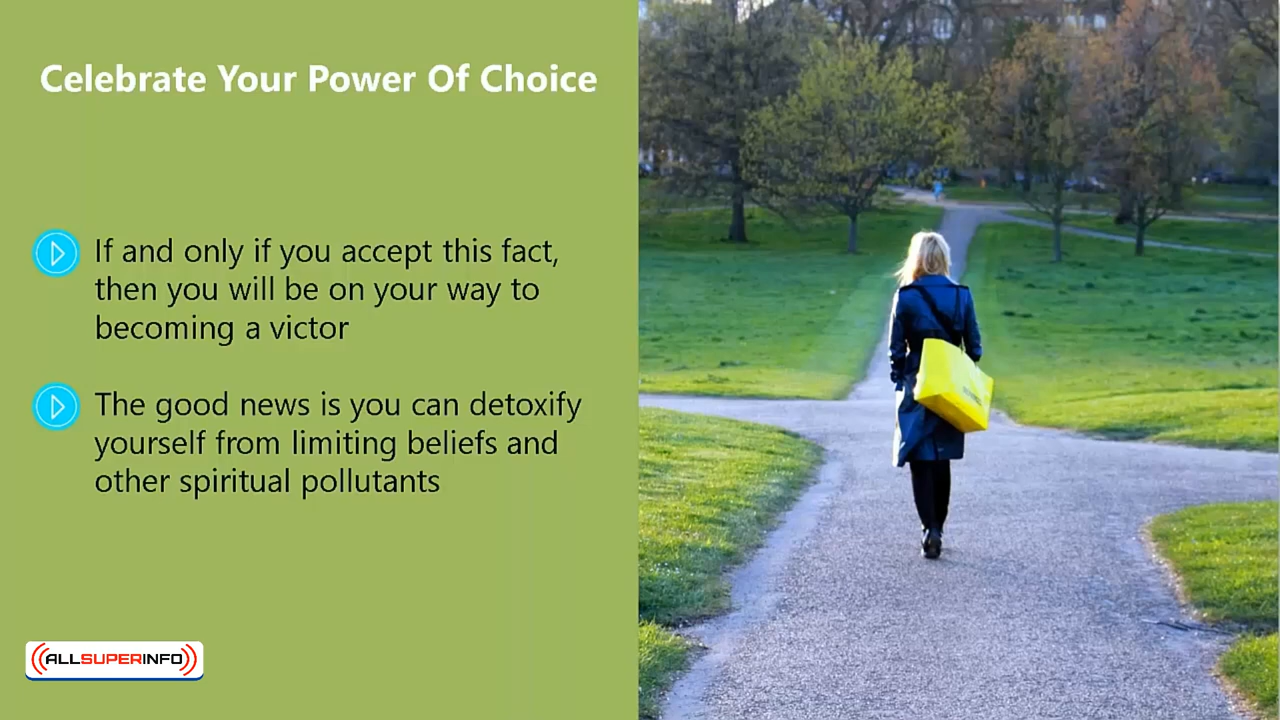 Celebrate Your Power Of Choice
If and only if you accept this fact,
then you will be on your way to
becoming a victor
The good news is you can detoxify
yourself from limiting beliefs and
other spiritual pollutants
ALLSUPERINFO